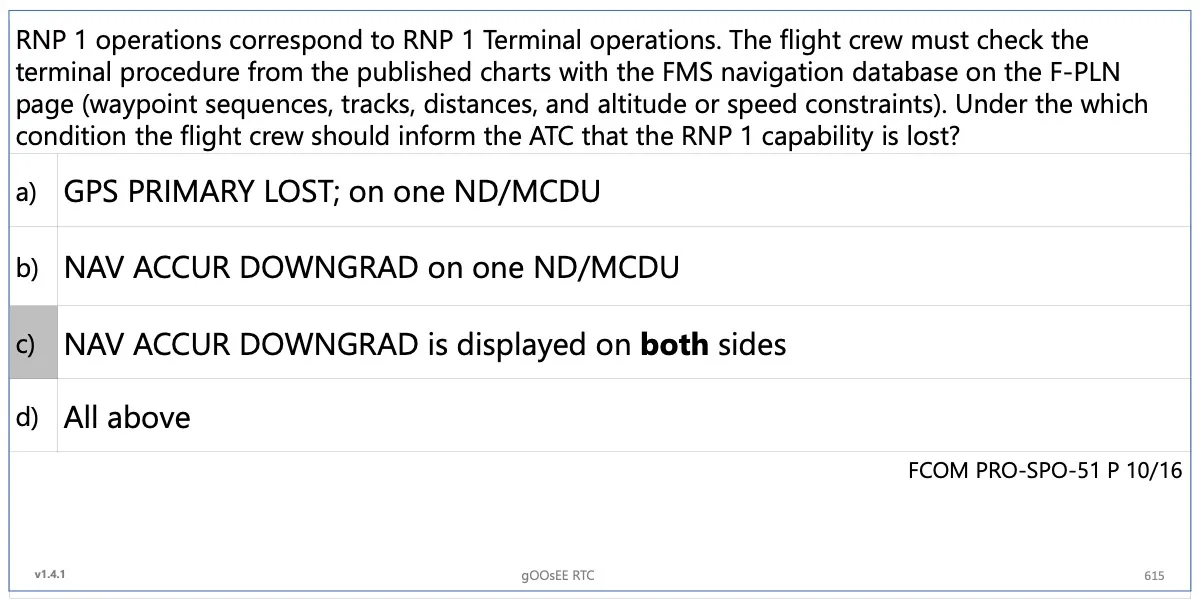 RNP 1 operations correspond to RNP 1 Terminal operations. The flight crew must check the
terminal procedure from the published charts with the FMS navigation database on the F-PLN
page (waypoint sequences, tracks, distances, and altitude or speed constraints). Under the which
condition the flight crew should inform the ATC that the RNP 1 capability is lost?
a) GPS PRIMARY LOST; on one ND/MCDU
b) NAV ACCUR DOWNGRAD on one ND/MCDU
c) NAV ACCUR DOWNGRAD is displayed on both sides
d) All above
FCOM PRO-SPO-51 P 10/16
v1.4.1 gOOsEE RTC 615